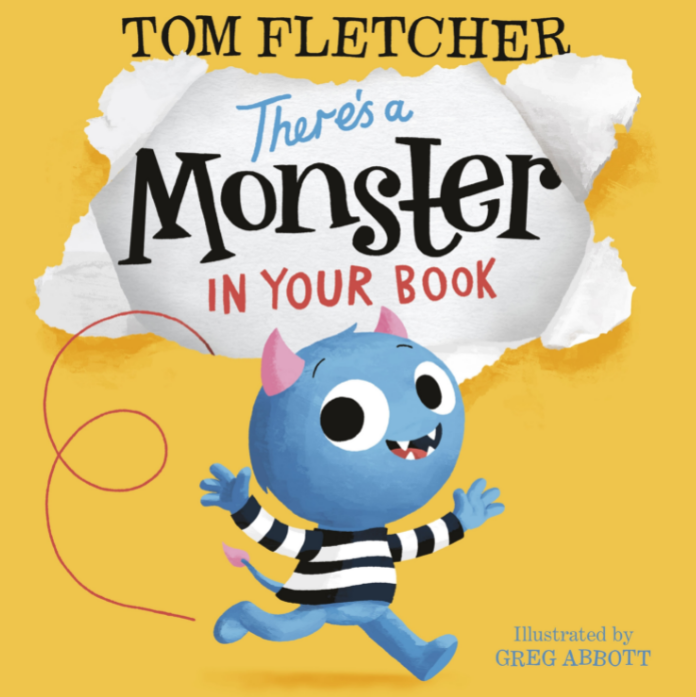 TOM FLETCHER
There's a
Monster
IN YOUR BOOK
Illustrated by
GREG ABBOTT